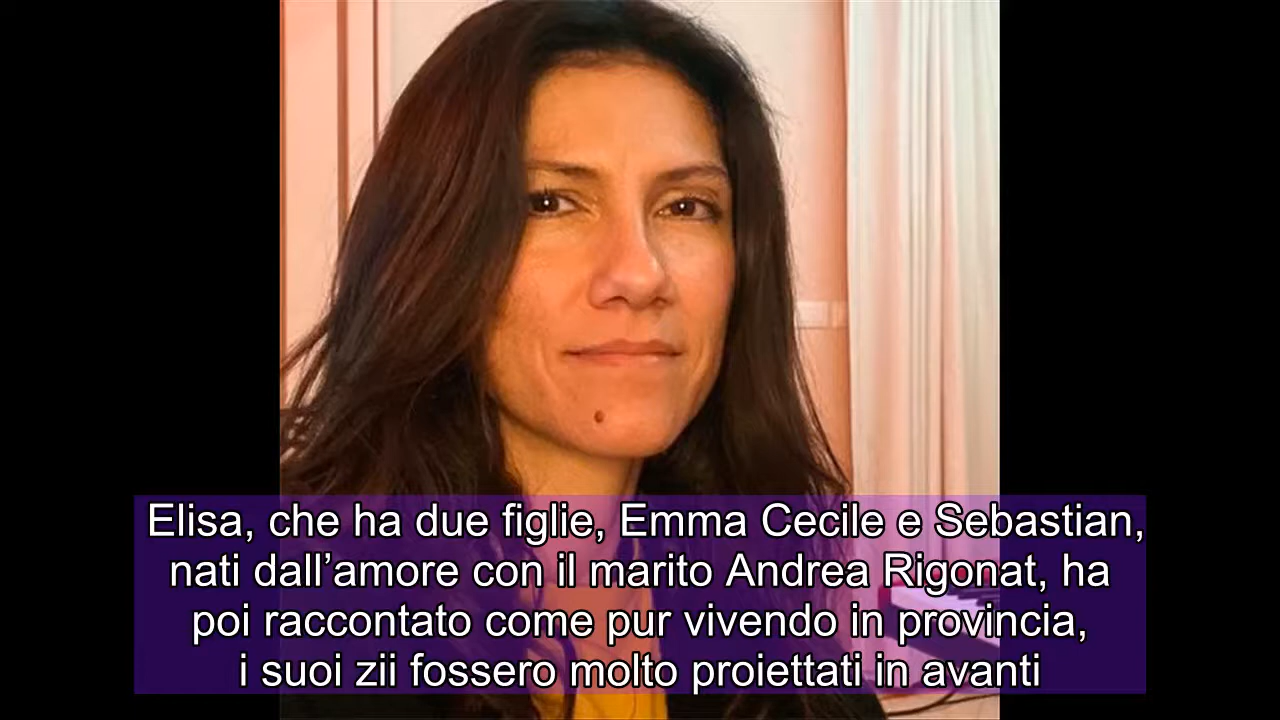 Elisa, che ha due figlie, Emma Cecile e Sebastian,
nati dall’amore con il marito Andrea Rigonat, ha
poi raccontato come pur vivendo in provincia,
i suoi zii fossero molto proiettati in avanti